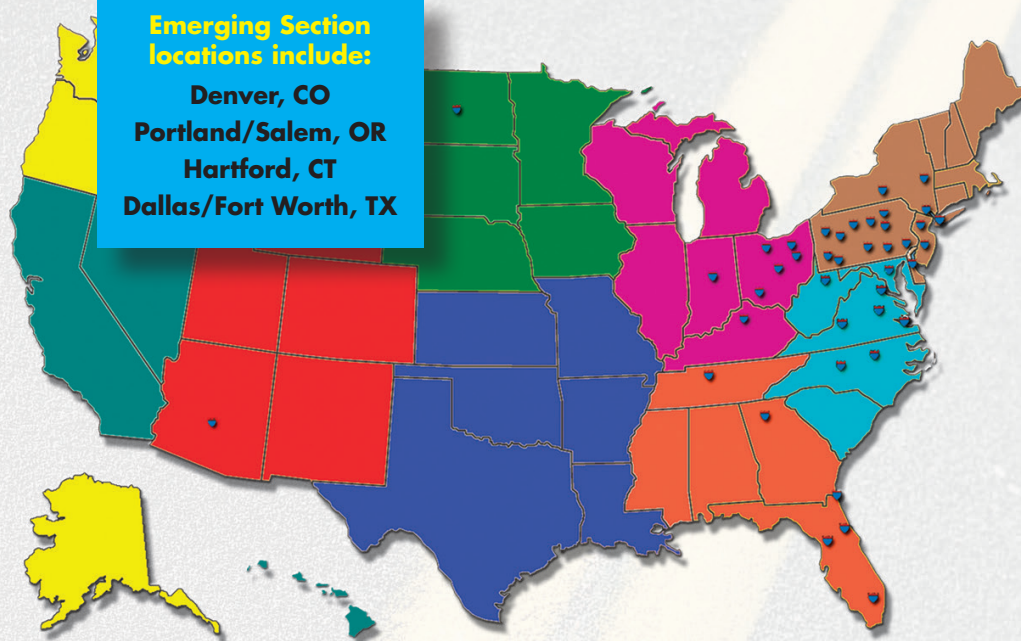 Emerging Section
locations include:
Denver, CO
Portland/Salem, OR
Hartford, CT
Dallas/Fort Worth, TX